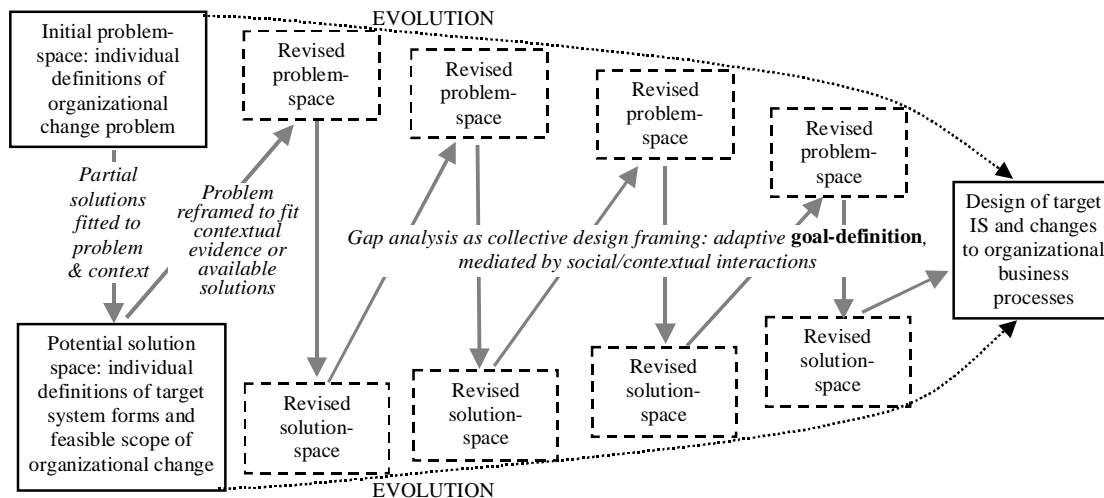 EVOLUTION
Initial problem-
space: individual
definitions of
organizational
change problem
Revised
problem-
space
Revised
problem-
space
Revised
problem-
space
Revised
problem-
space
Partial
solutions
fitted to
problem
& context
Problem
reframed to fit
contextual
evidence or
available
solutions
Gap analysis as collective design framing: adaptive goal-definition,
mediated by social/contextual interactions
Design of target
IS and changes
to organizational
business
processes
Potential solution
space: individual
definitions of target
system forms and
feasible scope of
organizational change
Revised
solution-
space
Revised
solution-
space
Revised
solution-
space
Revised
solution-
space
EVOLUTION